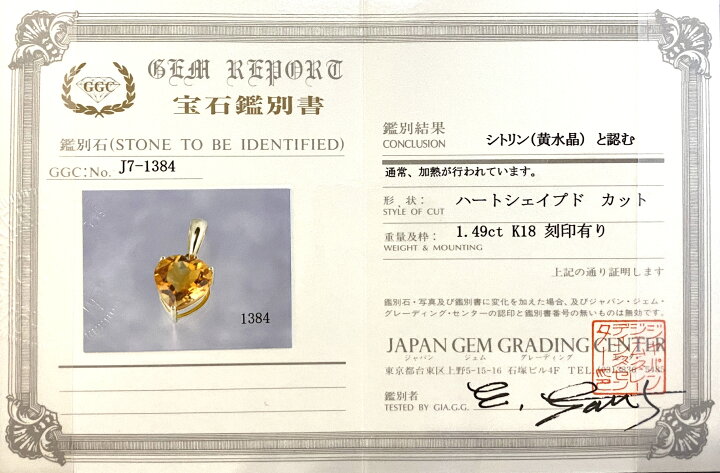 GGC
GEM REPORT
宝石鑑別書
鑑別石(STONE TO BE IDENTIFIED)
GGC:No. J7-1384
1384
鑑別結果
CONCLUSION
シトリン(黄水晶) と認む
通常、加熱が行われています。
形、状:
STYLE OF CUT
ハートシェイプド カット
重量及枠:
WEIGHT & MOUNTING
1.49ct K18 刻印有り
上記の通り証明します
鑑別石・写真及び鑑別書に変化を加えた場合、及びジャパン・ジェム・
グレーディング・センターの認印と鑑別書番号の無いものは無効です。
JAPAN GEM GRADING CENTER
ジャパン ジェム グレーディング
東京都台東区上野5-15-16 石塚ビル4F TEL
鑑別者
TESTED BY GIA.G.G.
GGC
GGC